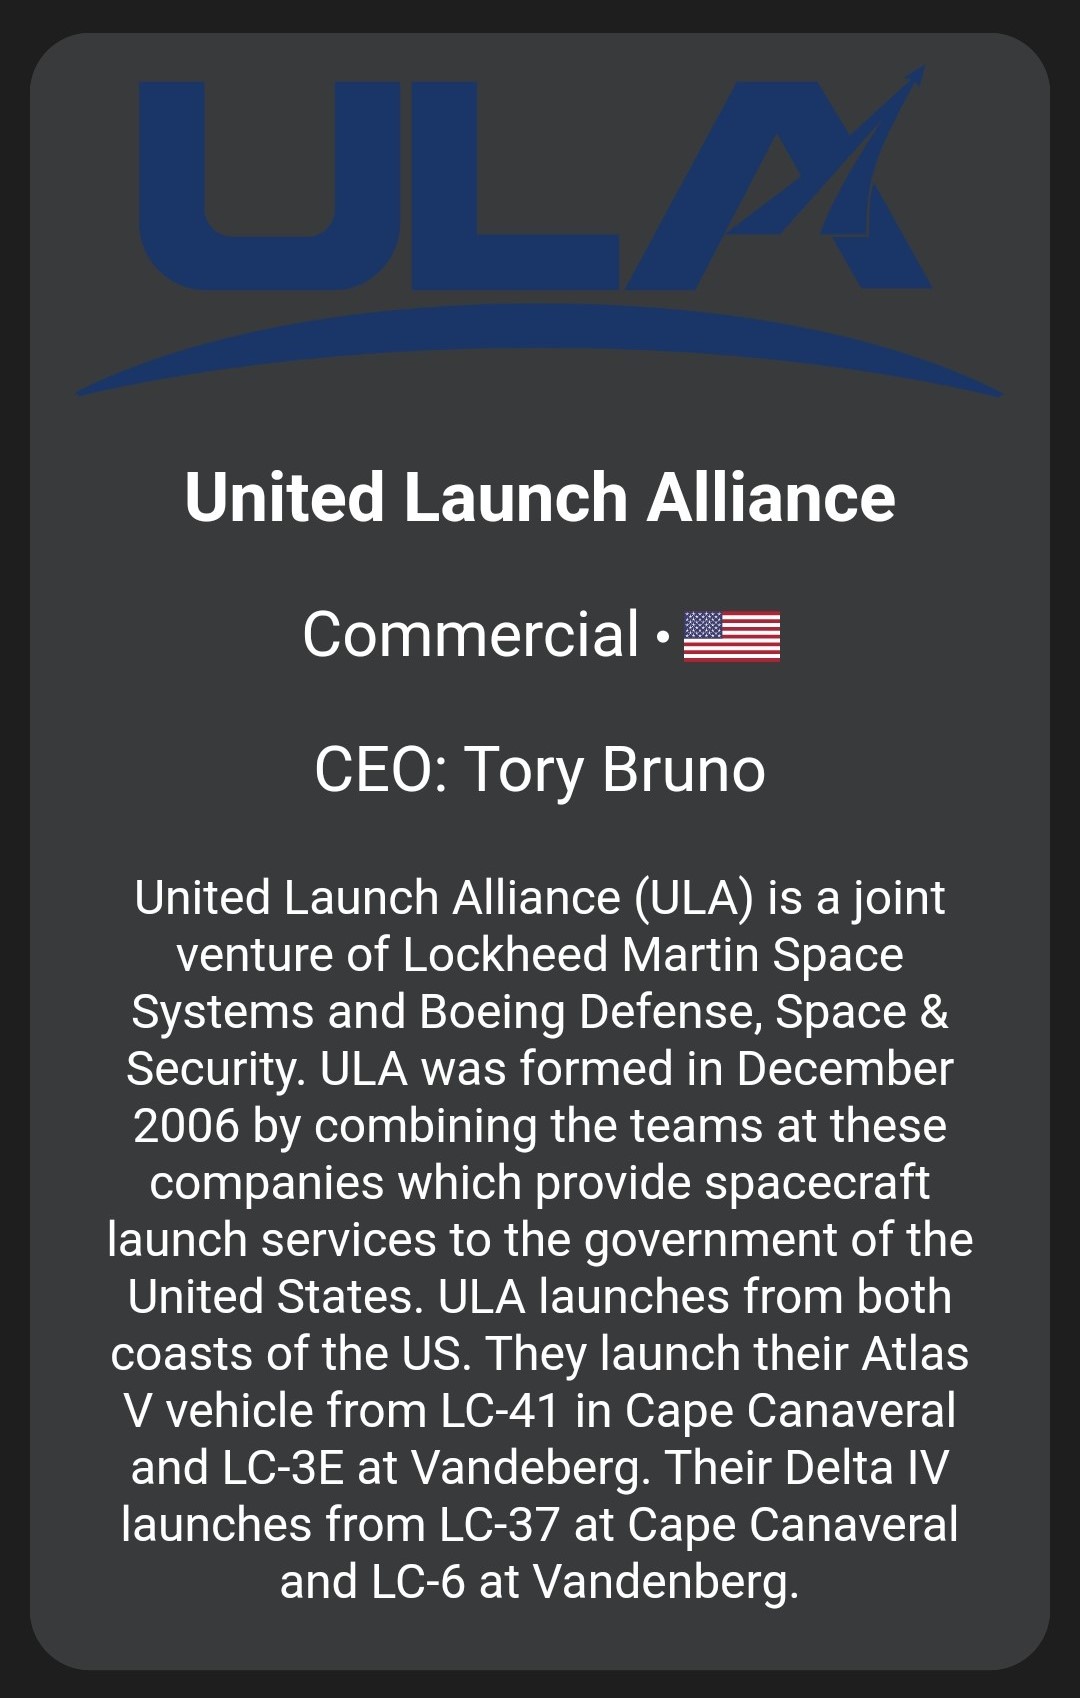 ULA
United Launch Alliance
Commercial •
CEO: Tory Bruno
United Launch Alliance (ULA) is a joint
venture of Lockheed Martin Space
Systems and Boeing Defense, Space &
Security. ULA was formed in December
2006 by combining the teams at these
companies which provide spacecraft
launch services to the government of the
United States. ULA launches from both
coasts of the US. They launch their Atlas
V vehicle from LC-41 in Cape Canaveral
and LC-3E at Vandeberg. Their Delta IV
launches from LC-37 at Cape Canaveral
and LC-6 at Vandenberg.